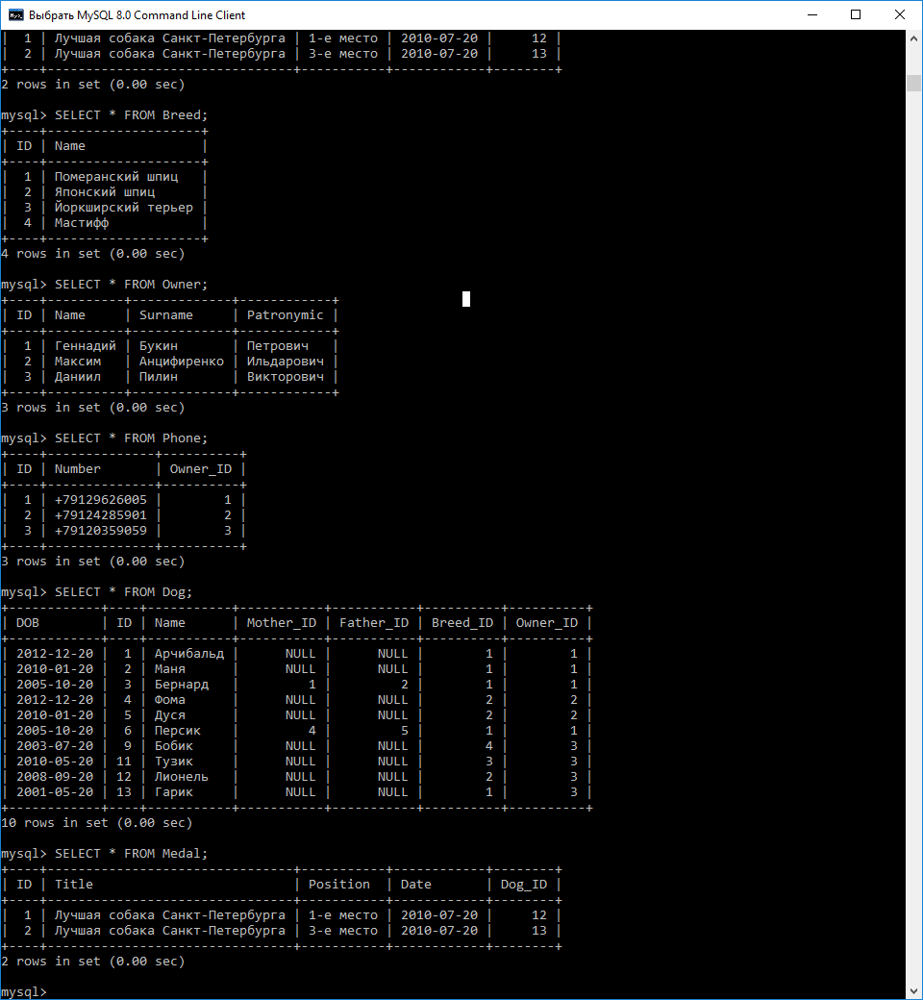 Выбрать MySQL 8.0 Command Line Client
|  1 | Лучшая собака Санкт-Петербурга | 1-е место | 2010-07-20 |     12 |
|  2 | Лучшая собака Санкт-Петербурга | 3-е место | 2010-07-20 |     13 |
+----+--------------------------------+-----------+------------+--------+
2 rows in set (0.00 sec)
mysql> SELECT * FROM Breed;
+----+--------------------+
| ID | Name               |
+----+--------------------+
|  1 | Померанский шпиц   |
|  2 | Японский шпиц      |
|  3 | Йоркширский терьер |
|  4 | Мастифф            |
+----+--------------------+
4 rows in set (0.00 sec)
mysql> SELECT * FROM Owner;
+----+----------+-------------+------------+
| ID | Name     | Surname     | Patronymic |
+----+----------+-------------+------------+
|  1 | Геннадий | Букин       | Петрович   |
|  2 | Максим   | Анцифиренко | Ильдарович |
|  3 | Даниил   | Пилин       | Викторович |
+----+----------+-------------+------------+
3 rows in set (0.00 sec)
mysql> SELECT * FROM Phone;
+----+--------------+----------+
| ID | Number       | Owner_ID |
+----+--------------+----------+
|  1 | +79129626005 |        1 |
|  2 | +79124285901 |        2 |
|  3 | +79120359059 |        3 |
+----+--------------+----------+
3 rows in set (0.00 sec)
mysql> SELECT * FROM Dog;
+------------+----+-----------+-----------+-----------+----------+----------+
| DOB        | ID | Name      | Mother_ID | Father_ID | Breed_ID | Owner_ID |
+------------+----+-----------+-----------+-----------+----------+----------+
| 2012-12-20 |  1 | Арчибальд |      NULL |      NULL |        1 |        1 |
| 2010-01-20 |  2 | Маня      |      NULL |      NULL |        1 |        1 |
| 2005-10-20 |  3 | Бернард   |         1 |         2 |        1 |        1 |
| 2012-12-20 |  4 | Фома      |      NULL |      NULL |        2 |        2 |
| 2010-01-20 |  5 | Дуся      |      NULL |      NULL |        2 |        2 |
| 2005-10-20 |  6 | Персик    |         4 |         5 |        1 |        1 |
| 2003-07-20 |  9 | Бобик     |      NULL |      NULL |        4 |        3 |
| 2010-05-20 | 11 | Тузик     |      NULL |      NULL |        3 |        3 |
| 2008-09-20 | 12 | Лионель   |      NULL |      NULL |        2 |        3 |
| 2001-05-20 | 13 | Гарик     |      NULL |      NULL |        1 |        3 |
+------------+----+-----------+-----------+-----------+----------+----------+
10 rows in set (0.00 sec)
mysql> SELECT * FROM Medal;
+----+--------------------------------+-----------+------------+--------+
| ID | Title                          | Position  | Date       | Dog_ID |
+----+--------------------------------+-----------+------------+--------+
|  1 | Лучшая собака Санкт-Петербурга | 1-е место | 2010-07-20 |     12 |
|  2 | Лучшая собака Санкт-Петербурга | 3-е место | 2010-07-20 |     13 |
+----+--------------------------------+-----------+------------+--------+
2 rows in set (0.00 sec)
mysql>